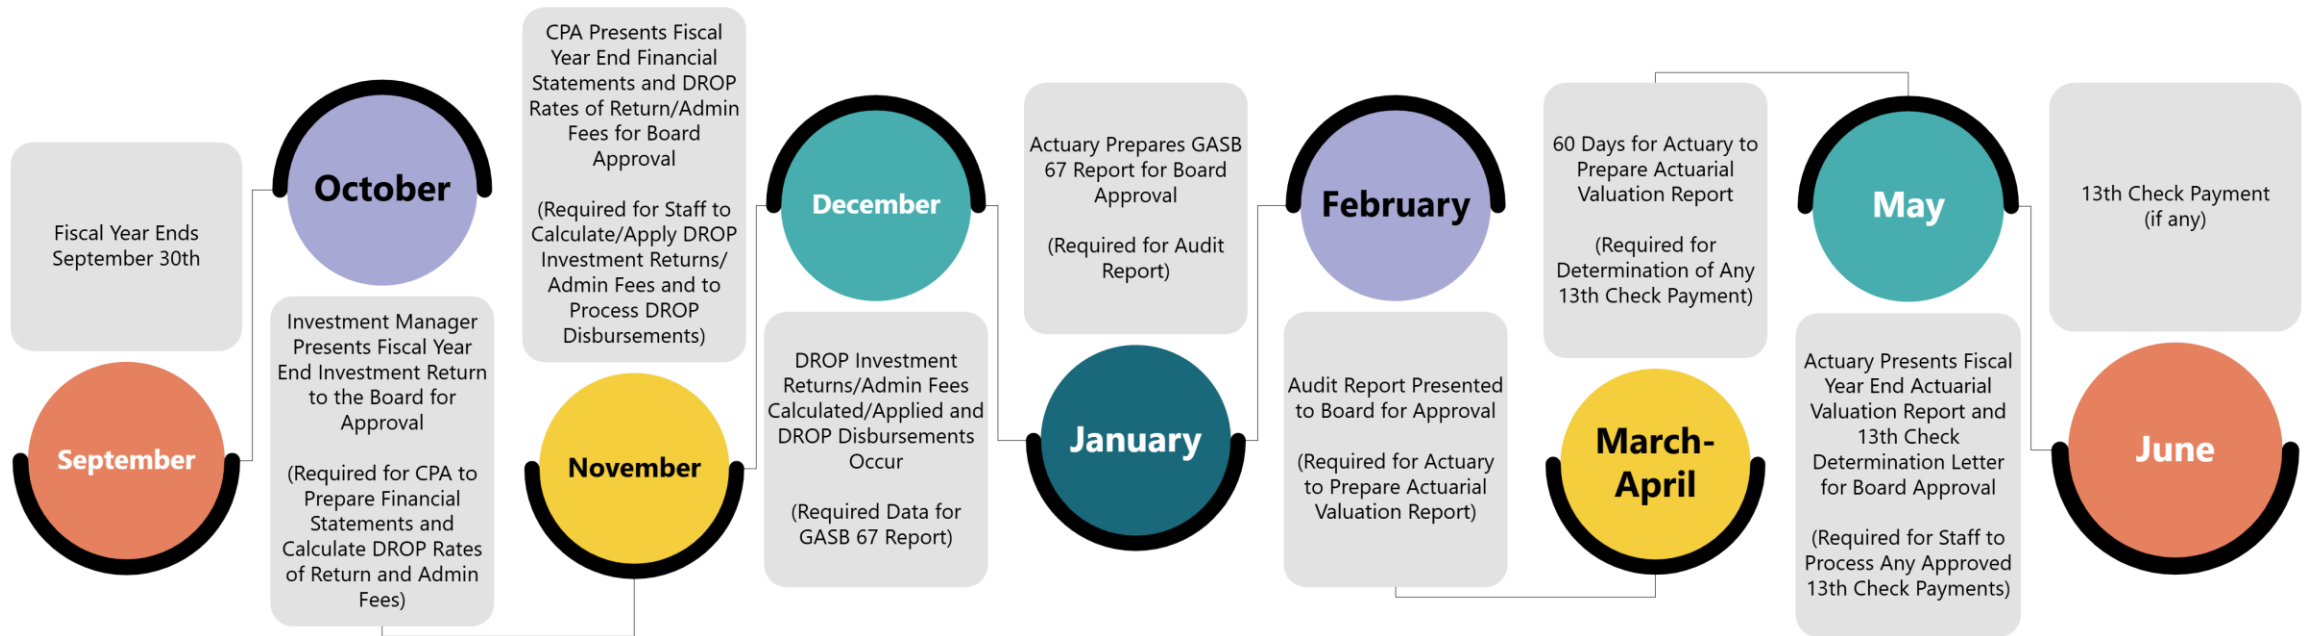 Fiscal Year Ends
September 30th
September
October
Investment Manager
Presents Fiscal Year
End Investment Return
to the Board for
Approval
(Required for CPA to
Prepare Financial
Statements and
Calculate DROP Rates
of Return and Admin
Fees)
CPA Presents Fiscal
Year End Financial
Statements and DROP
Rates of Return/Admin
Fees for Board
Approval
(Required for Staff to
Calculate/Apply DROP
Investment Returns/
Admin Fees and to
Process DROP
Disbursements)
November
December
DROP Investment
Returns/Admin Fees
Calculated/Applied and
DROP Disbursements
Occur
(Required Data for
GASB 67 Report)
Actuary Prepares GASB
67 Report for Board
Approval
(Required for Audit
Report)
January
February
Audit Report Presented
to Board for Approval
(Required for Actuary
to Prepare Actuarial
Valuation Report)
60 Days for Actuary to
Prepare Actuarial
Valuation Report
(Required for
Determination of Any
13th Check Payment)
March-
April
May
Actuary Presents Fiscal
Year End Actuarial
Valuation Report and
13th Check
Determination Letter
for Board Approval
(Required for Staff to
Process Any Approved
13th Check Payments)
13th Check Payment
(if any)
June